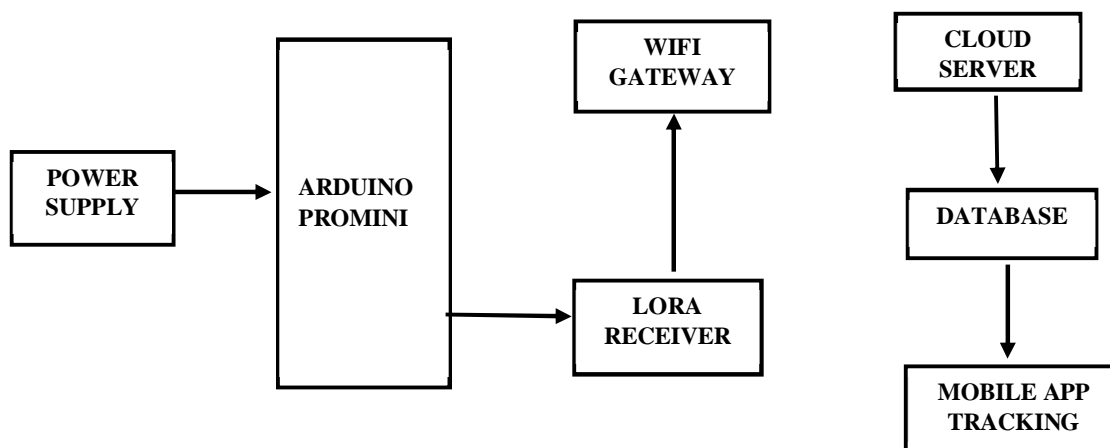 POWER
SUPPLY
ARDUINO
PROMINI
WIFI
GATEWAY
LORA
RECEIVER
CLOUD
SERVER
DATABASE
MOBILE APP
TRACKING